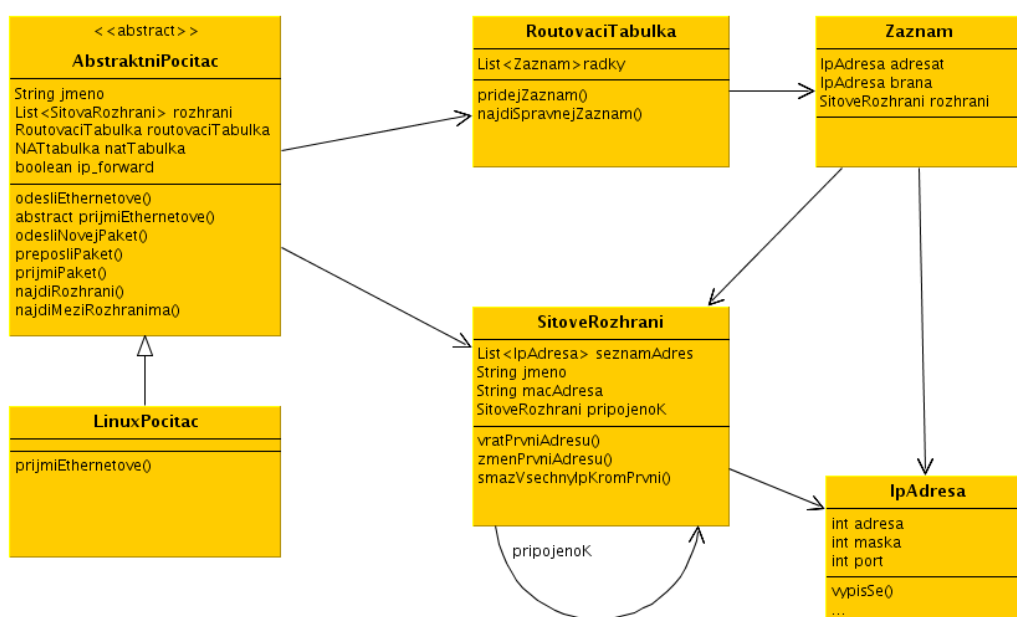 <<abstract>>
AbstraktniPocitac
String jmeno
List<SitovaRozhrani> rozhrani
RoutovaciTabulka routovaciTabulka
NATtabulka natTabulka
boolean ip_forward
odesliEthernetove()
abstract prijmiEthernetove()
odesliNovejPaket()
preposliPaket()
prijmiPaket()
najdiRozhrani()
najdiMeziRozhranima()
LinuxPocitac
prijmiEthernetove()
RoutovaciTabulka
List<Zaznam>radky
pridejZaznam()
najdiSpravnejZaznam()
Zaznam
IpAdresa adresat
IpAdresa brana
SitoveRozhrani rozhrani
SitoveRozhrani
List<IpAdresa> seznamAdres
String jmeno
String macAdresa
SitoveRozhrani pripojenoK
vratPrvniAdresu()
zmenPrvniAdresu()
smazVsechnyIpKromPrvni()
pripojenoK
IpAdresa
int adresa
int maska
int port
vypisSe()
...